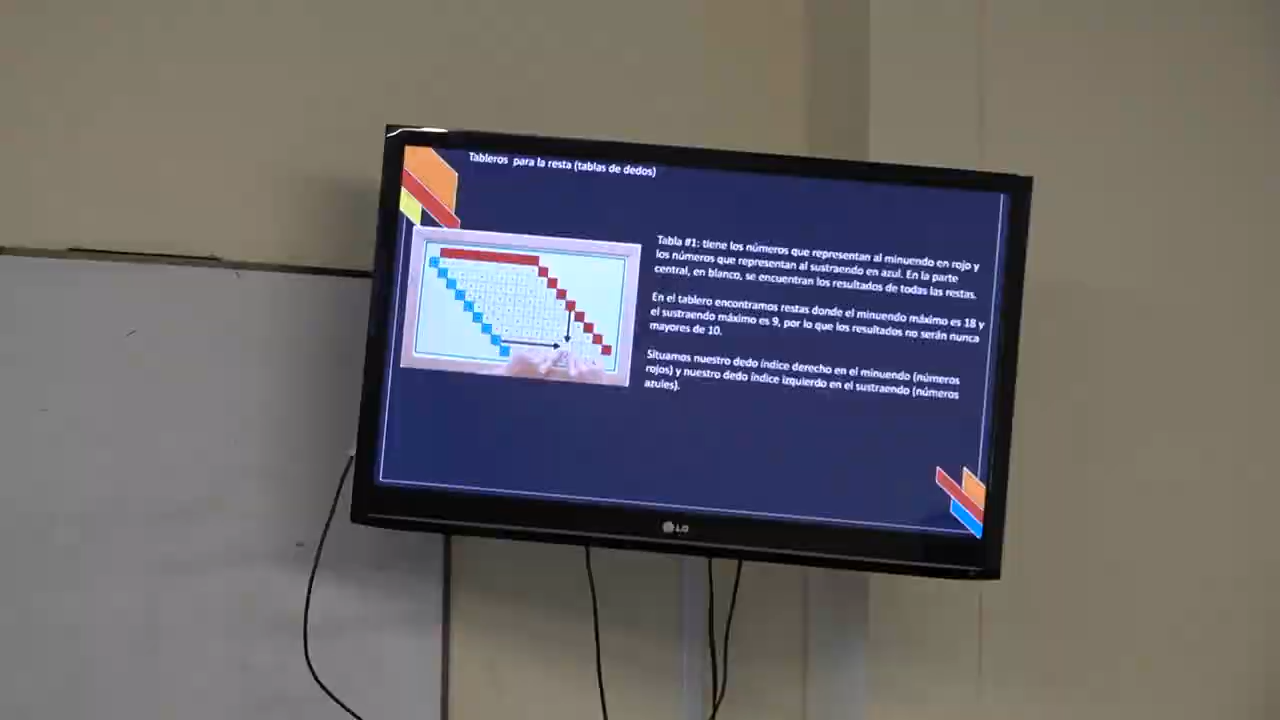 Tableros para la resta (tablas de dedos)
Tabla #1: tiene los números que representan al minuendo en rojo y
los números que representan al sustraendo en azul. En la parte
central, en blanco, se encuentran los resultados de todas las restas.
En el tablero encontramos restas donde el minuendo máximo es 18 y
el sustraendo máximo es 9, por lo que los resultados no serán nunca
mayores de 10.
Situamos nuestro dedo índice derecho en el minuendo (números
rojos) y nuestro dedo índice izquierdo en el sustraendo (números
azules).
LG